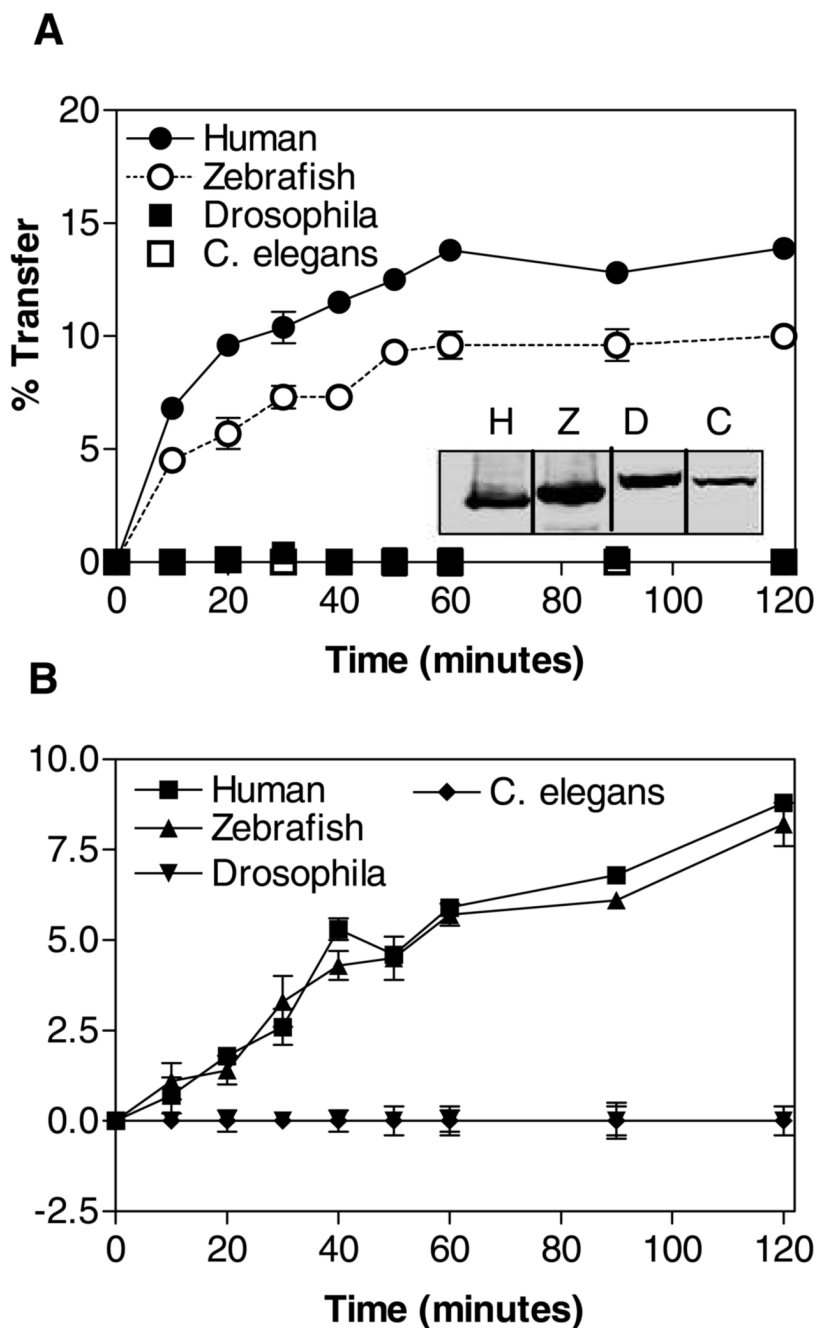 A
20
Human
Zebrafish
Drosophila
C. elegans
15
10
5
0
% Transfer
H Z D C
0 20 40 60 80 100 120
Time (minutes)
B
10.0
Human
C. elegans
Zebrafish
Drosophila
7.5
5.0
2.5
0.0
-2.5
0 20 40 60 80 100 120
Time (minutes)